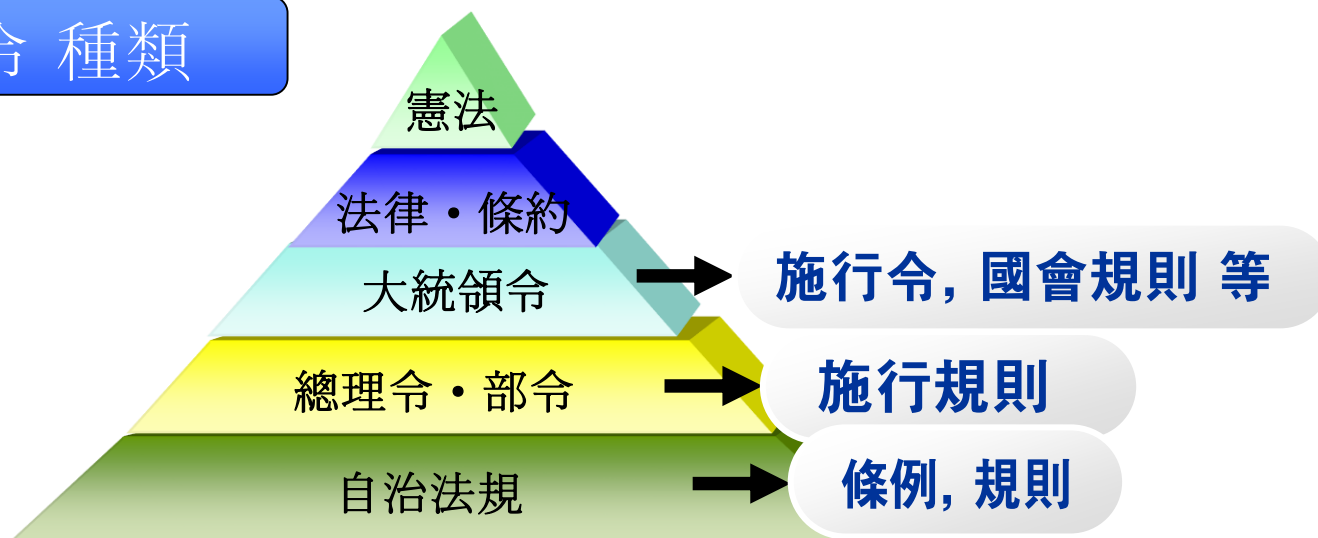 種類
憲法
法律・條約
大統領令
施行令, 國會規則 等
總理令・部令
施行規則
自治法規
條例, 規則